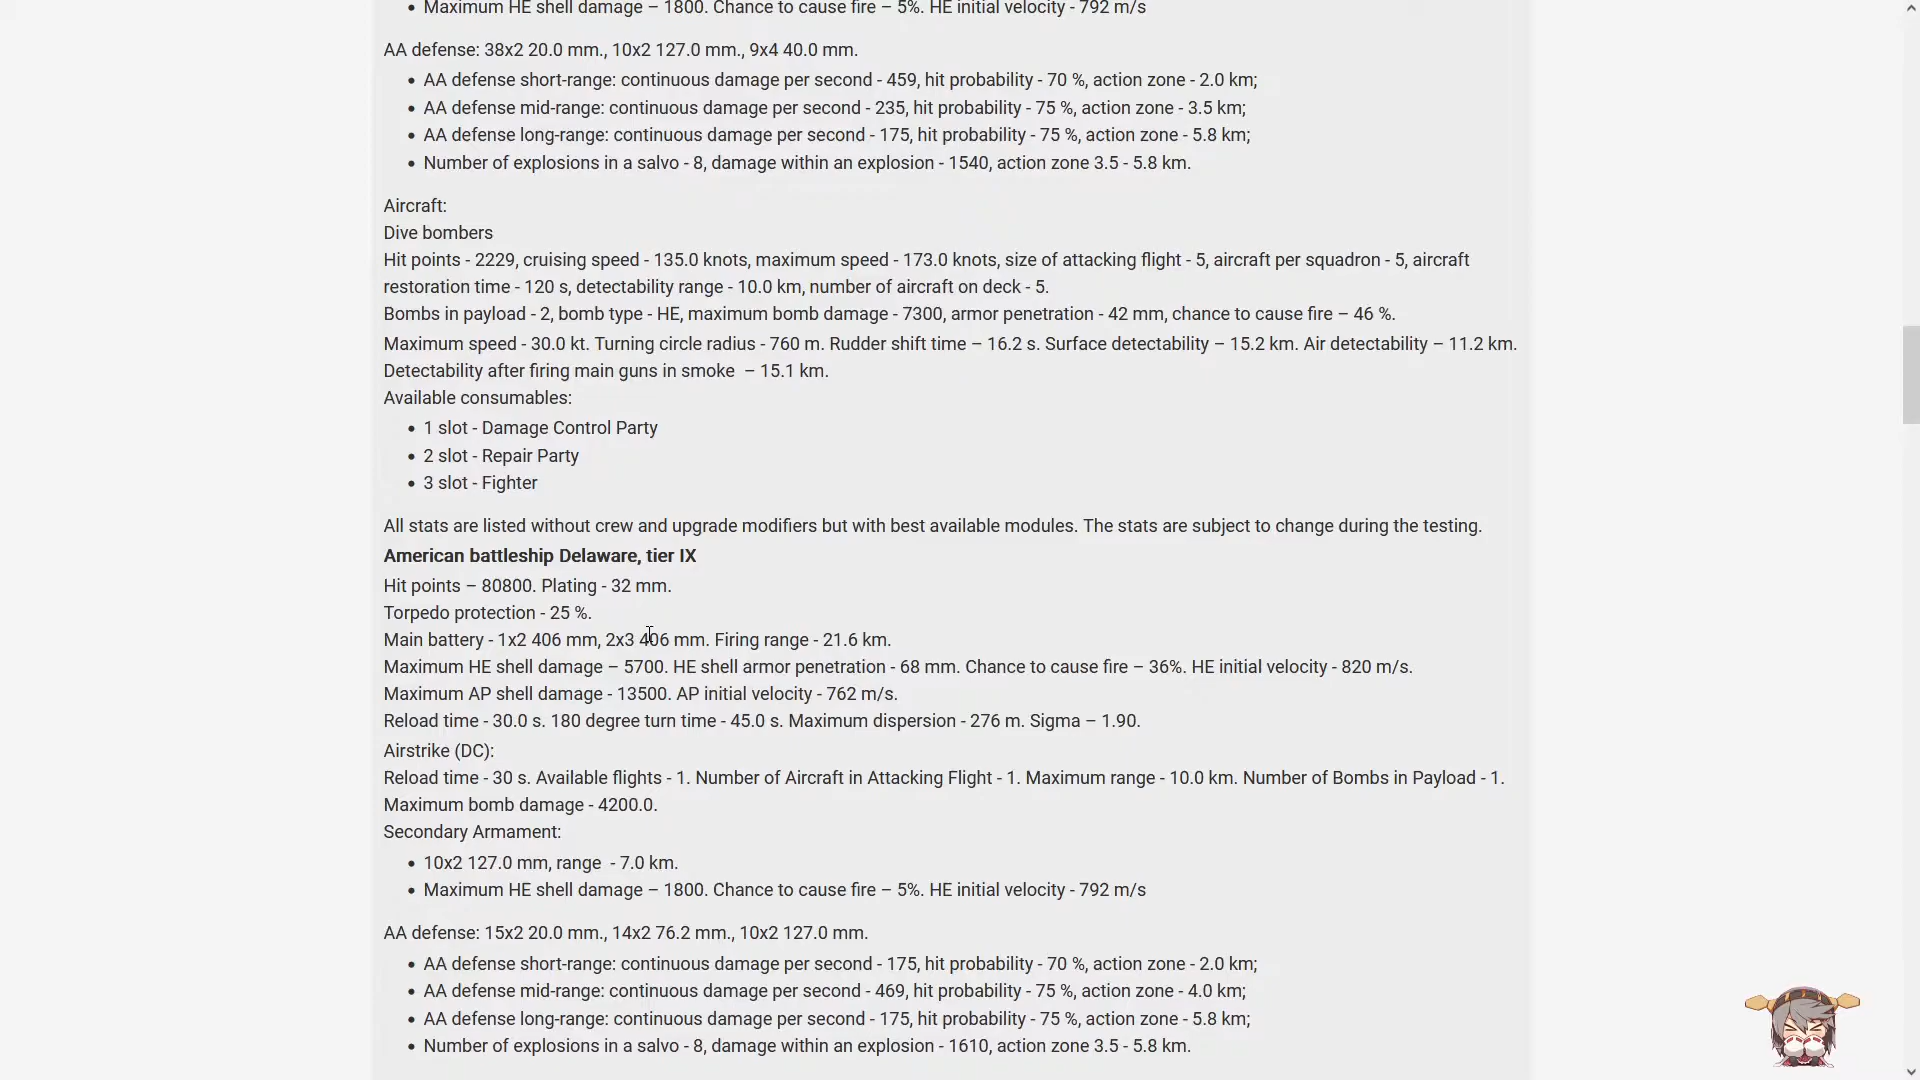 Maximum HE shell damage – 1800. Chance to cause fire – 5%. HE initial velocity - 792 m/s
AA defense: 38x2 20.0 mm., 10x2 127.0 mm., 9x4 40.0 mm.
AA defense short-range: continuous damage per second - 459, hit probability - 70 %, action zone - 2.0 km;
AA defense mid-range: continuous damage per second - 235, hit probability - 75 %, action zone - 3.5 km;
AA defense long-range: continuous damage per second - 175, hit probability - 75 %, action zone - 5.8 km;
Number of explosions in a salvo - 8, damage within an explosion - 1540, action zone 3.5 - 5.8 km.
Aircraft:
Dive bombers
Hit points - 2229, cruising speed - 135.0 knots, maximum speed - 173.0 knots, size of attacking flight - 5, aircraft per squadron - 5, aircraft
restoration time - 120 s, detectability range - 10.0 km, number of aircraft on deck - 5.
Bombs in payload - 2, bomb type - HE, maximum bomb damage - 7300, armor penetration - 42 mm, chance to cause fire – 46 %.
Maximum speed - 30.0 kt. Turning circle radius - 760 m. Rudder shift time – 16.2 s. Surface detectability – 15.2 km. Air detectability – 11.2 km.
Detectability after firing main guns in smoke – 15.1 km.
Available consumables:
1 slot - Damage Control Party
2 slot - Repair Party
3 slot - Fighter
All stats are listed without crew and upgrade modifiers but with best available modules. The stats are subject to change during the testing.
American battleship Delaware, tier IX
Hit points – 80800. Plating - 32 mm.
Torpedo protection - 25 %.
Main battery - 1x2 406 mm, 2x3 406 mm. Firing range - 21.6 km.
Maximum HE shell damage – 5700. HE shell armor penetration - 68 mm. Chance to cause fire – 36%. HE initial velocity - 820 m/s.
Maximum AP shell damage - 13500. AP initial velocity - 762 m/s.
Reload time - 30.0 s. 180 degree turn time - 45.0 s. Maximum dispersion - 276 m. Sigma – 1.90.
Airstrike (DC):
Reload time - 30 s. Available flights - 1. Number of Aircraft in Attacking Flight - 1. Maximum range - 10.0 km. Number of Bombs in Payload - 1.
Maximum bomb damage - 4200.0.
Secondary Armament:
10x2 127.0 mm, range - 7.0 km.
Maximum HE shell damage – 1800. Chance to cause fire – 5%. HE initial velocity - 792 m/s
AA defense: 15x2 20.0 mm., 14x2 76.2 mm., 10x2 127.0 mm.
AA defense short-range: continuous damage per second - 175, hit probability - 70 %, action zone - 2.0 km;
AA defense mid-range: continuous damage per second - 469, hit probability - 75 %, action zone - 4.0 km;
AA defense long-range: continuous damage per second - 175, hit probability - 75 %, action zone - 5.8 km;
Number of explosions in a salvo - 8, damage within an explosion - 1610, action zone 3.5 - 5.8 km.